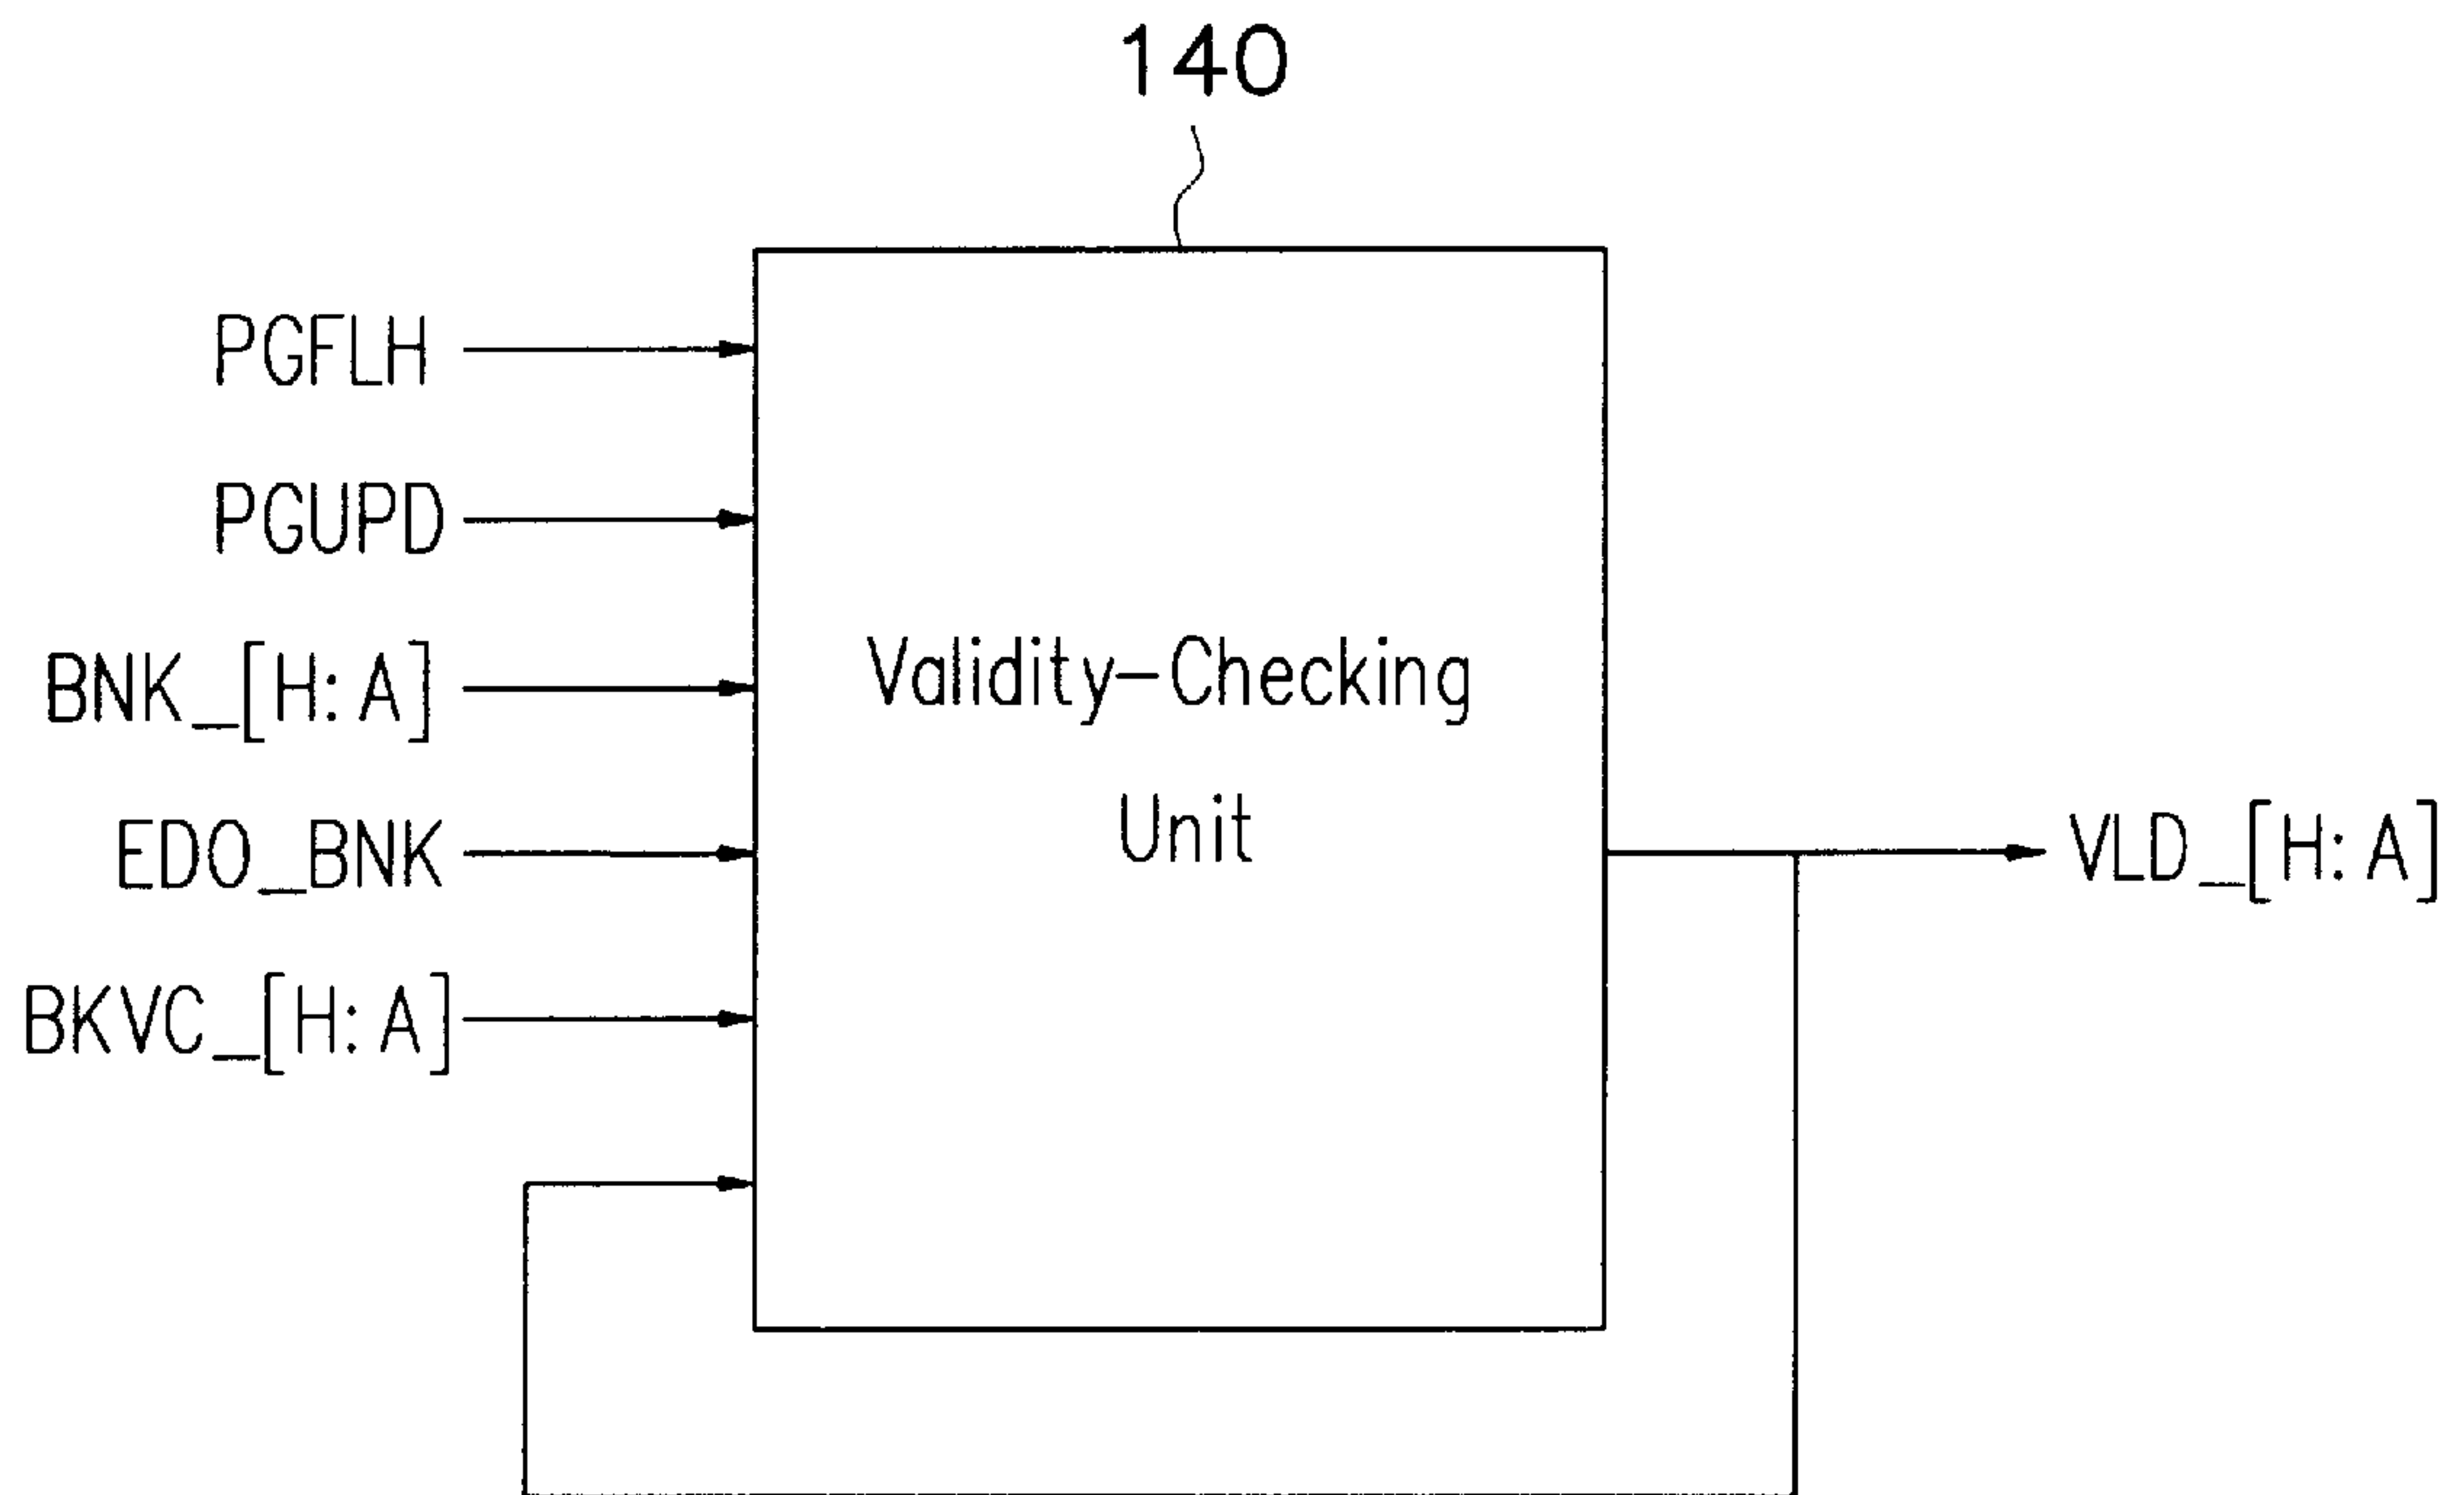 140
PGFLH
PGUPD
BNK_[H:A]
Validity-Checking
Unit
EDO_BNK
VLD_[H:A]
BKVC_[H:A]